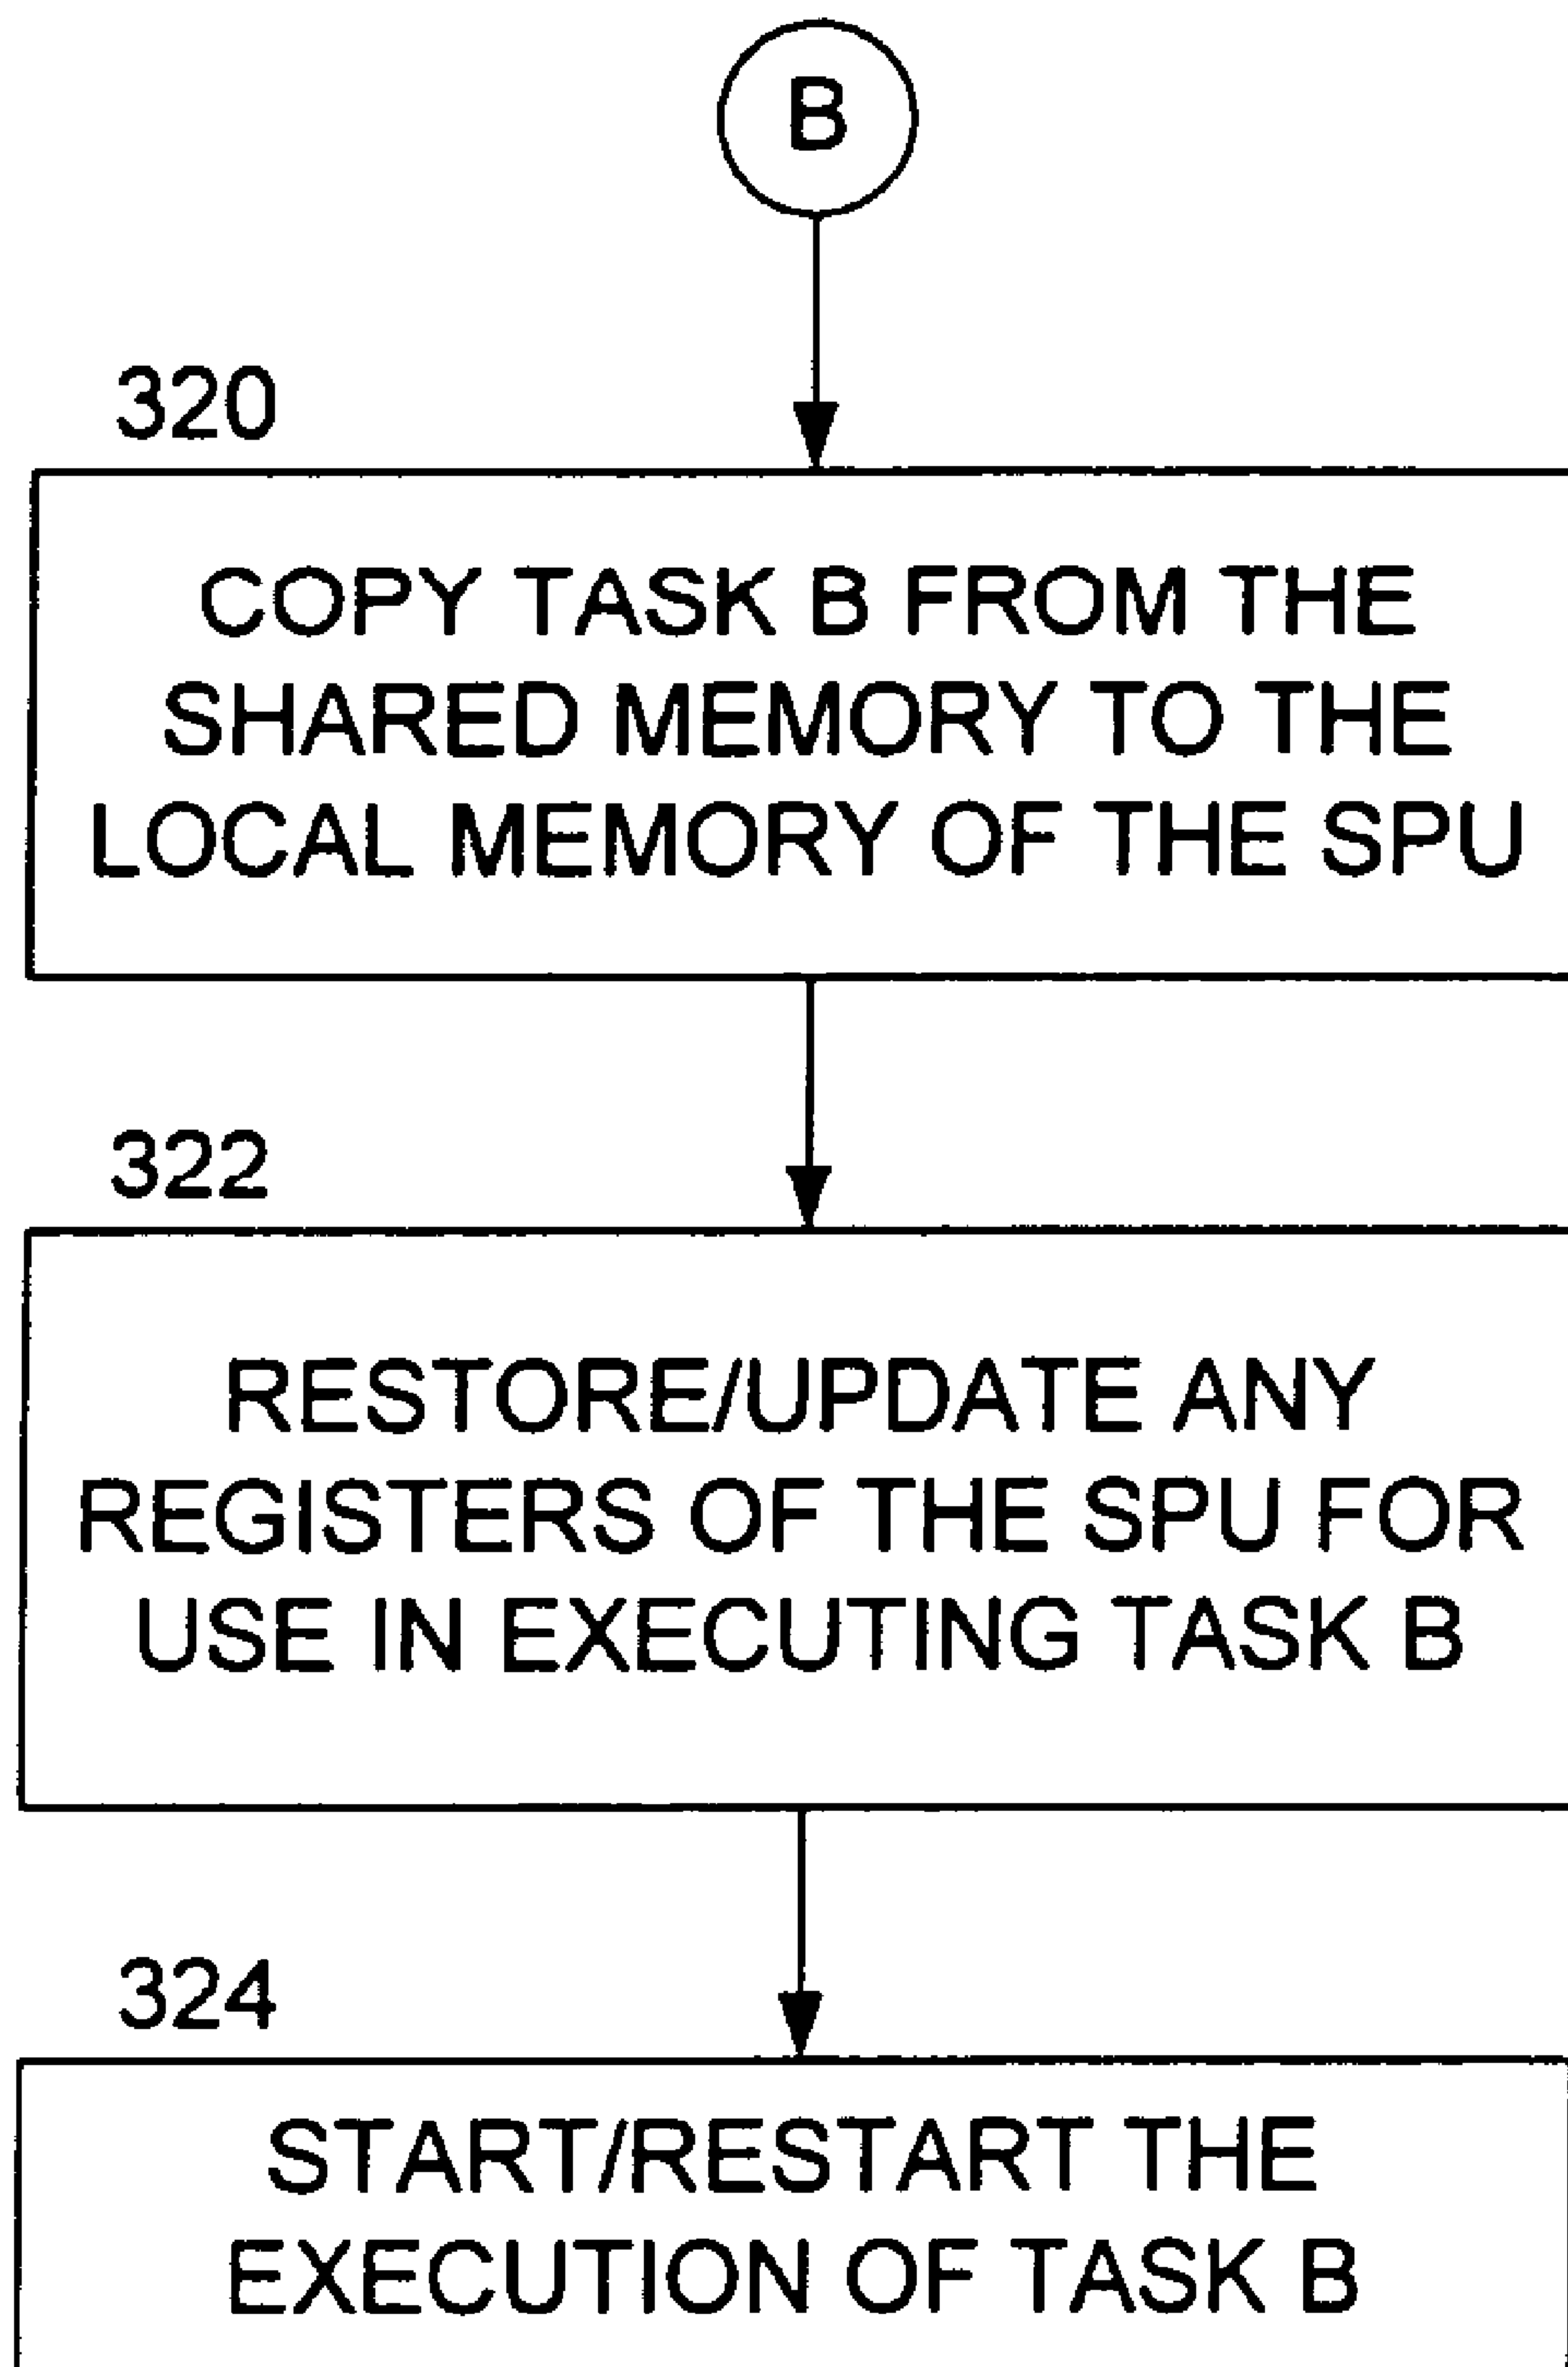 B
320
COPY TASK B FROM THE
SHARED MEMORY TO THE
LOCAL MEMORY OF THE SPU
322
RESTORE/UPDATE ANY
REGISTERS OF THE SPU FOR
USE IN EXECUTING TASK B
324
START/RESTART THE
EXECUTION OF TASK B